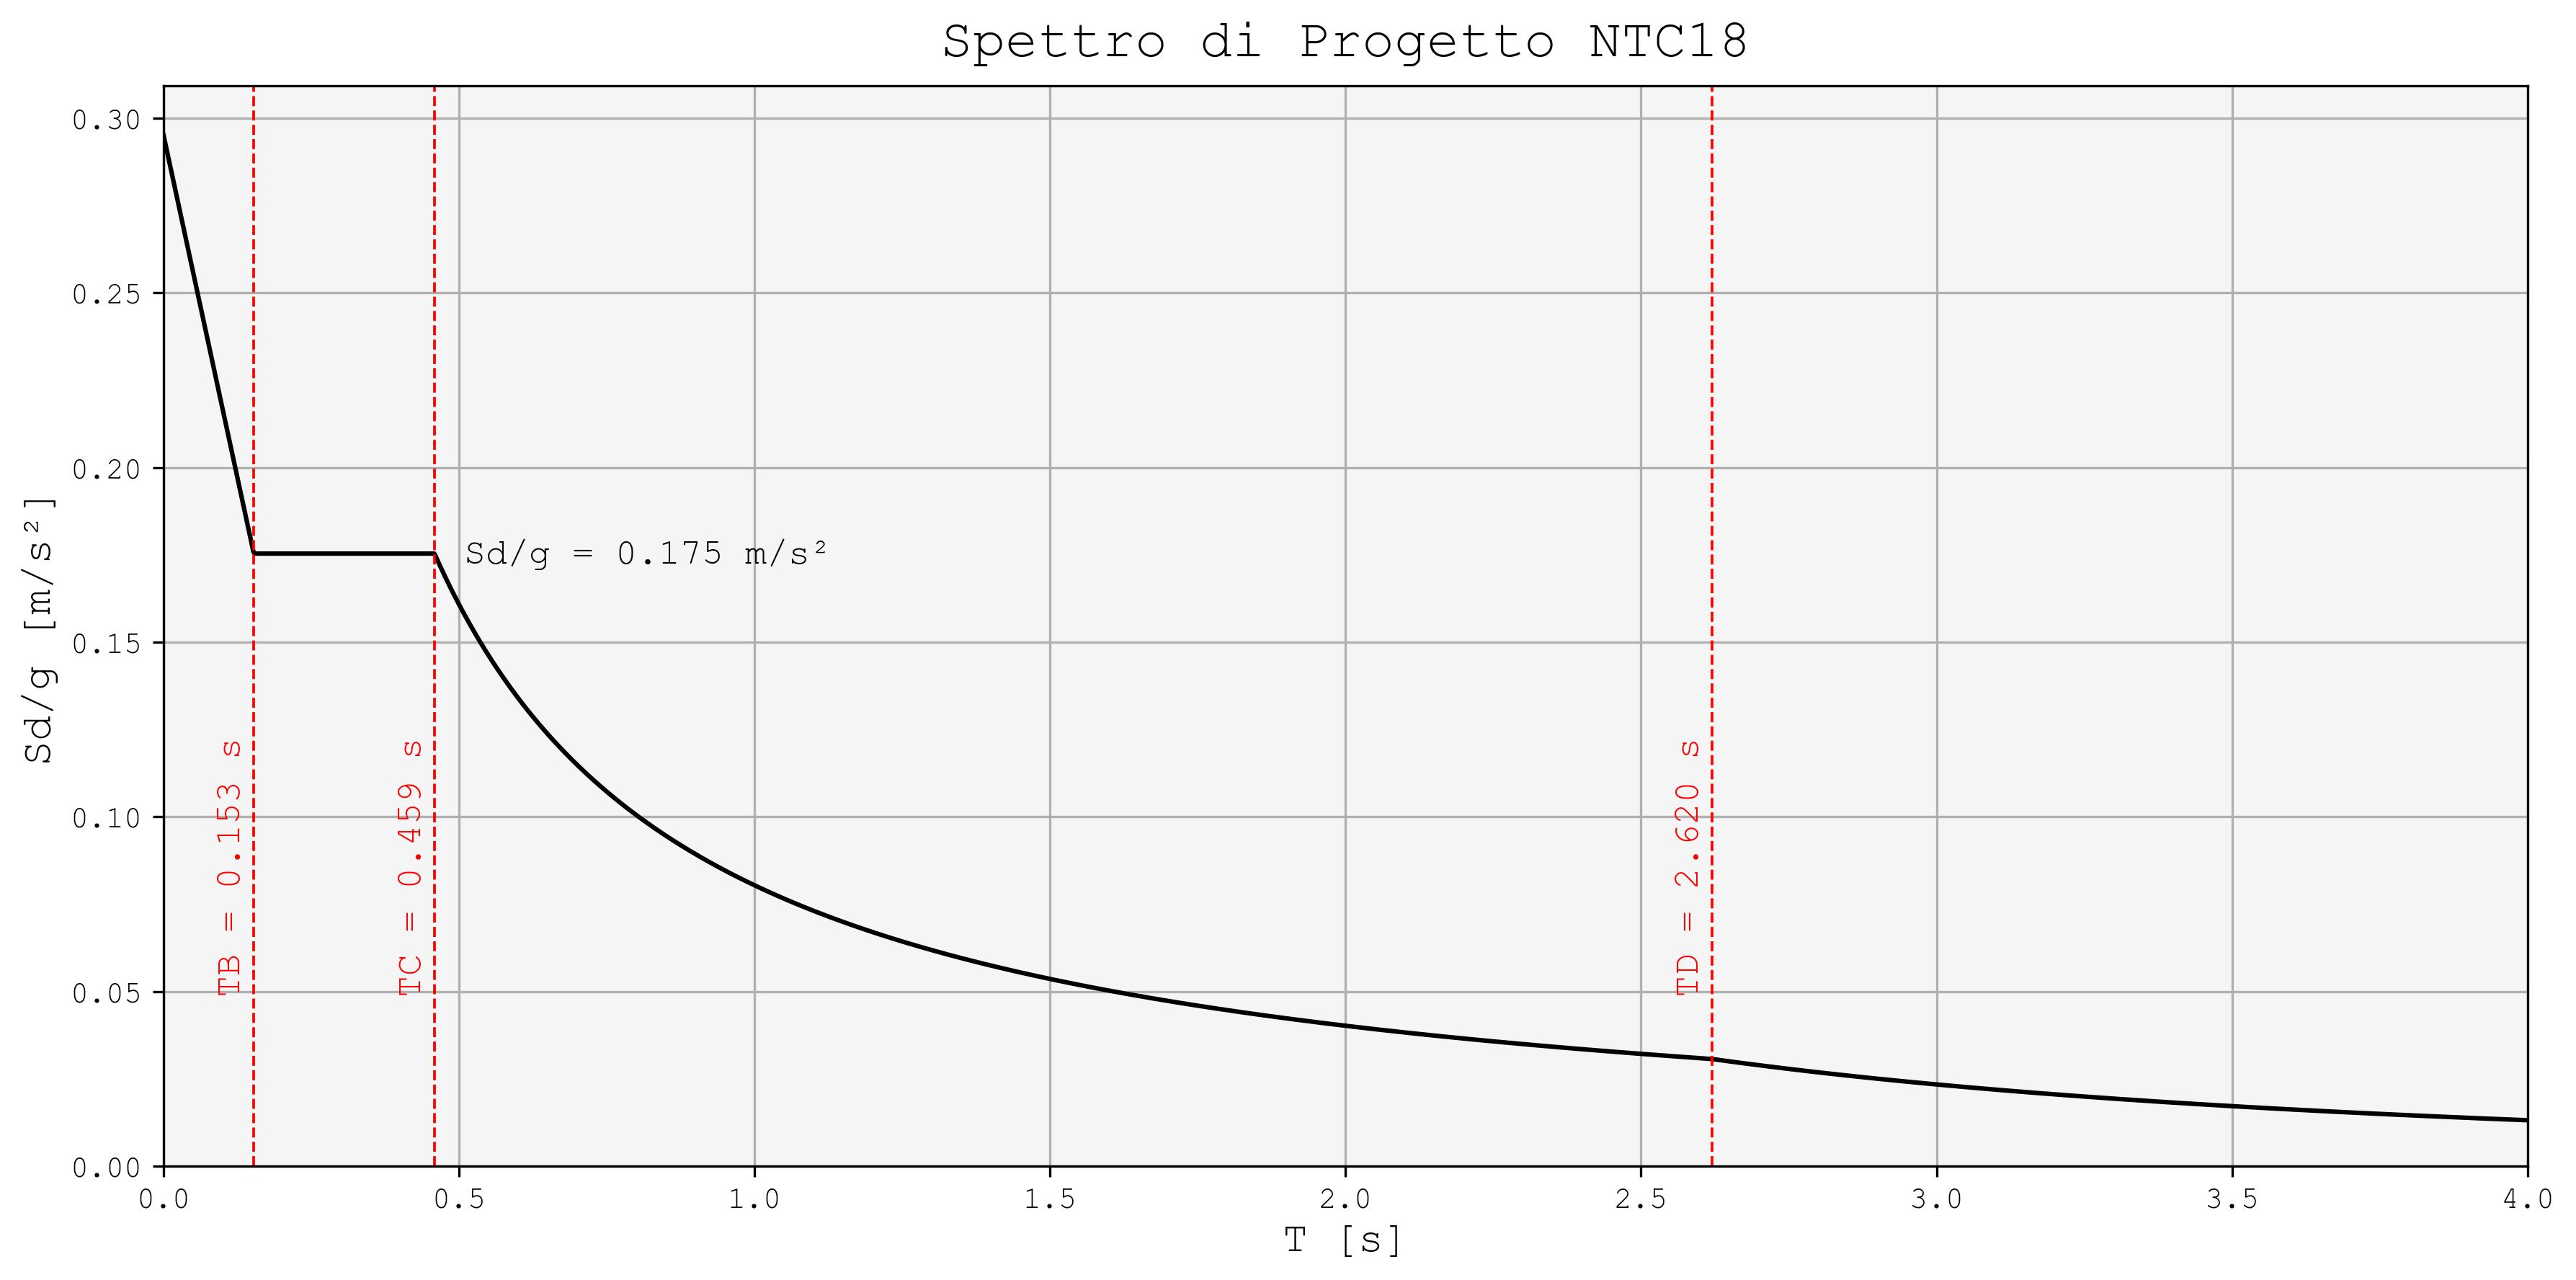 Spettro di Progetto NTC18
Sd/g [m/s²]
0.30
0.25
0.20
0.15
0.10
0.05
0.00
Sd/g = 0.175 m/s²
TB = 0.153 s
TC = 0.459 s
TD = 2.620 s
0.0 0.5 1.0 1.5 2.0 2.5 3.0 3.5 4.0
T [s]